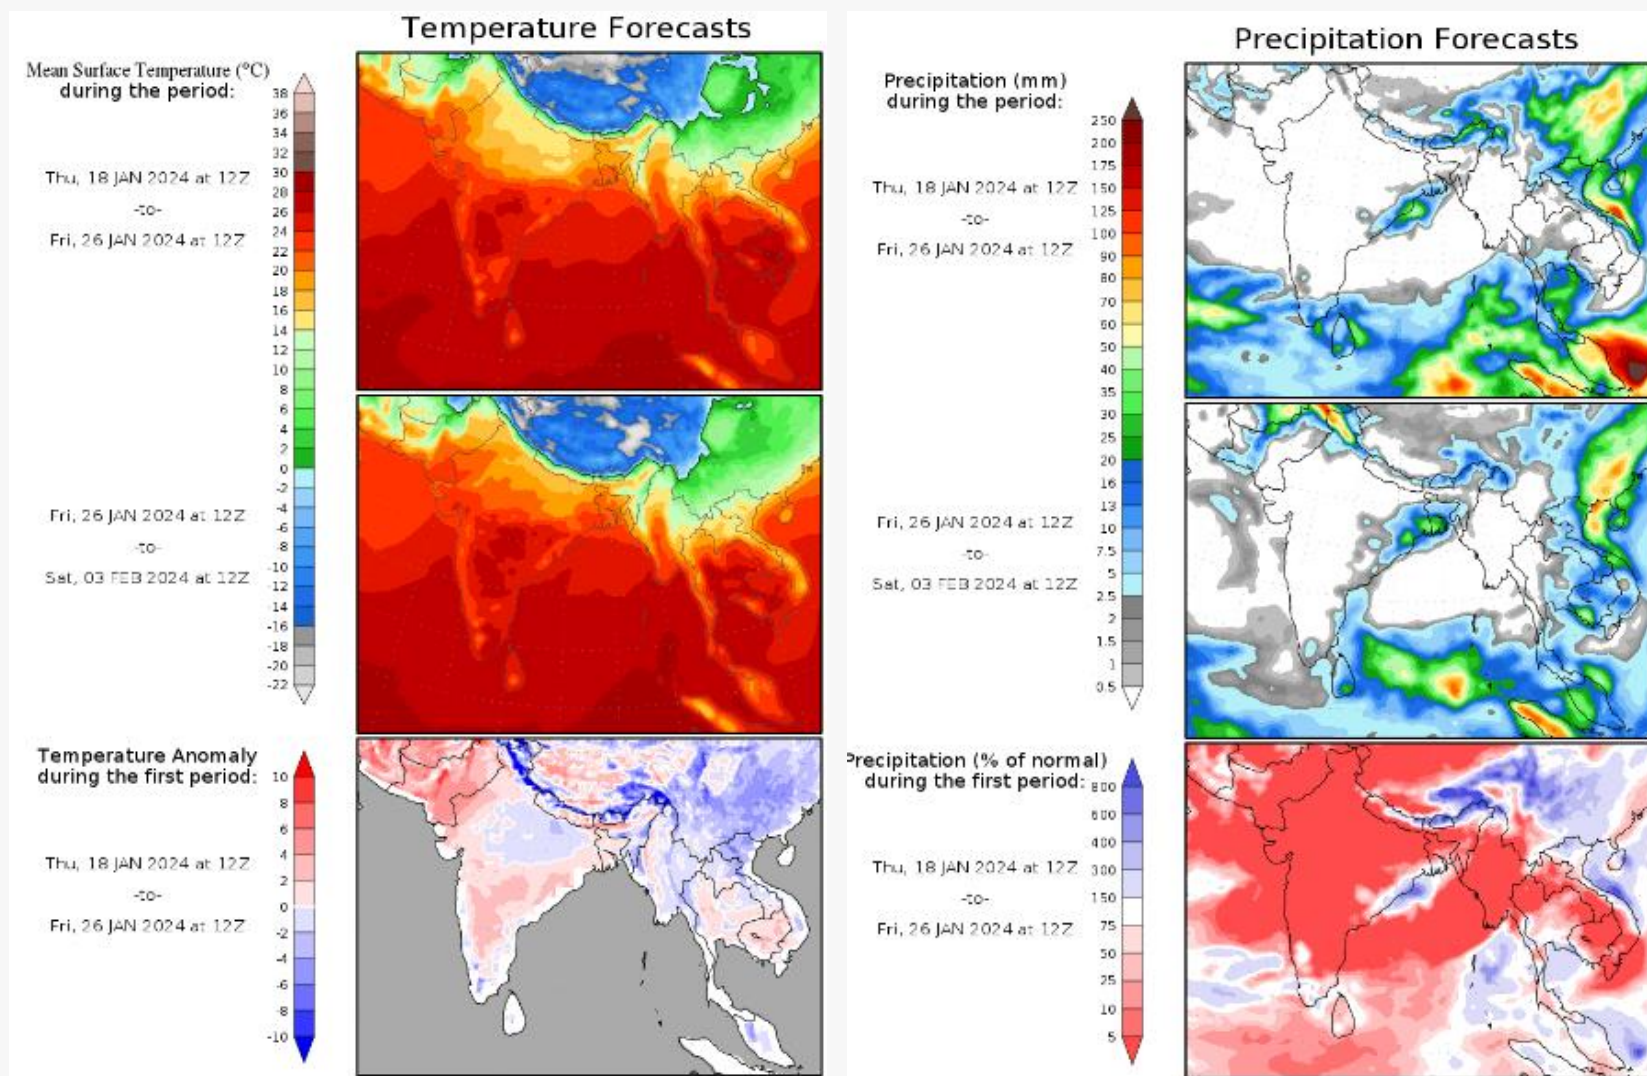 Temperature Forecasts
Mean Surface Temperature (°C)
during the period:
38
36
34
32
30
28
26
24
22
20
18
16
14
12
10
8
6
4
2
0
-2
-4
-6
-8
-10
-12
-14
-16
-18
-20
-22
Thu, 18 JAN 2024 at 12Z
-to-
Fri, 26 JAN 2024 at 12Z
Fri, 26 JAN 2024 at 12Z
-to-
Sat, 03 FEB 2024 at 12Z
Temperature Anomaly
during the first period:
10
8
6
4
2
0
-2
-4
-6
-8
-10
Thu, 18 JAN 2024 at 12Z
-to-
Fri, 26 JAN 2024 at 12Z
Precipitation Forecasts
Precipitation (mm)
during the period:
250
200
175
150
125
100
90
80
70
60
50
40
35
30
25
20
16
13
10
7.5
5
2.5
2
1.5
1
0.5
Thu, 18 JAN 2024 at 12Z
-to-
Fri, 26 JAN 2024 at 12Z
Fri, 26 JAN 2024 at 12Z
-to-
Sat, 03 FEB 2024 at 12Z
Precipitation (% of normal)
during the first period:
800
600
400
300
150
75
50
25
10
5
Thu, 18 JAN 2024 at 12Z
-to-
Fri, 26 JAN 2024 at 12Z